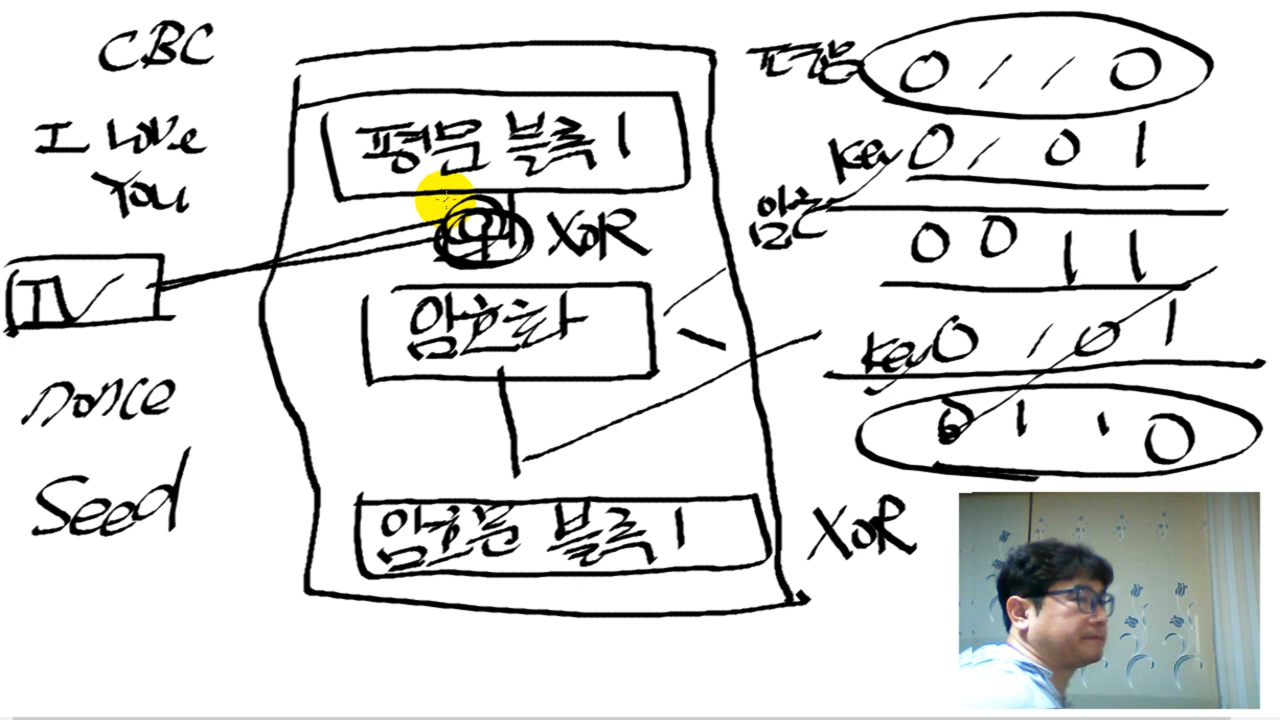 CBC
I Love
You
IV
nonce
Seed
평문 블록 1
XOR
암호화
암호문 블록 1
평문 0 1 1 0
Key 0 1 0 1
암호
0 0 1 1
Key 0 1 0 1
0 1 1 0
XOR